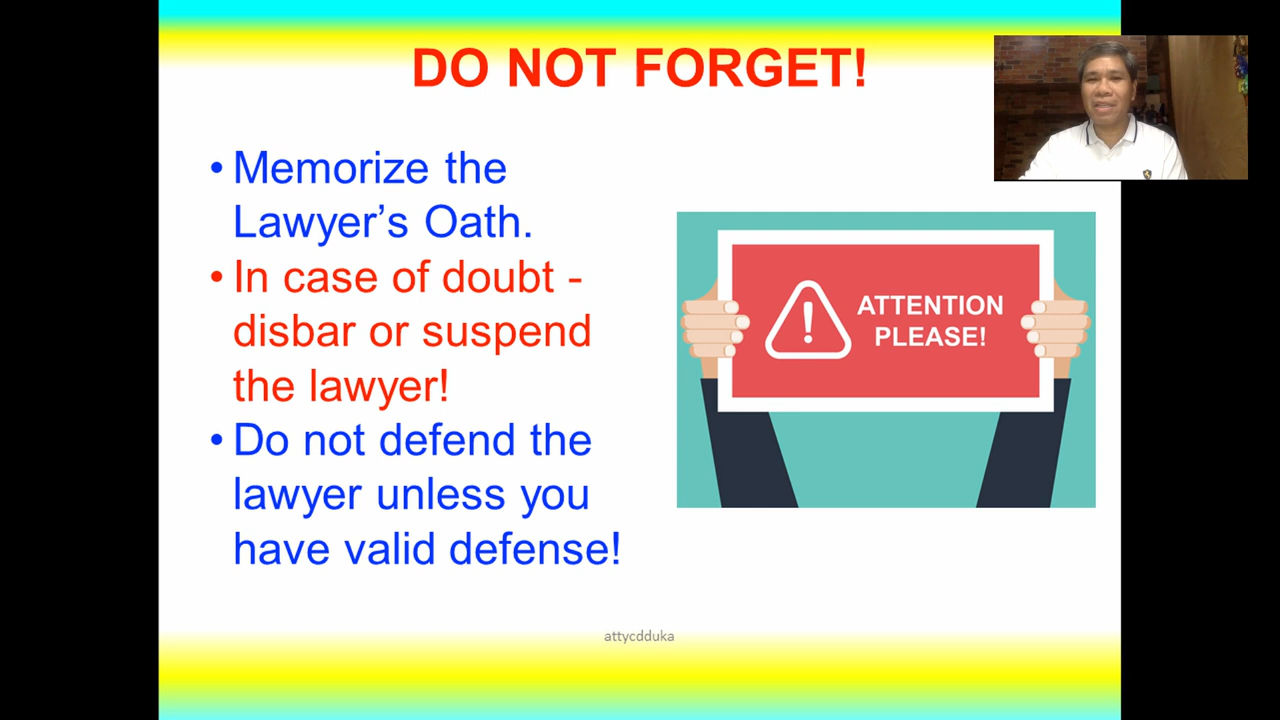 DO NOT FORGET!
• Memorize the
Lawyer’s Oath.
• In case of doubt -
disbar or suspend
the lawyer!
• Do not defend the
lawyer unless you
have valid defense!
ATTENTION
PLEASE!
attycdduka